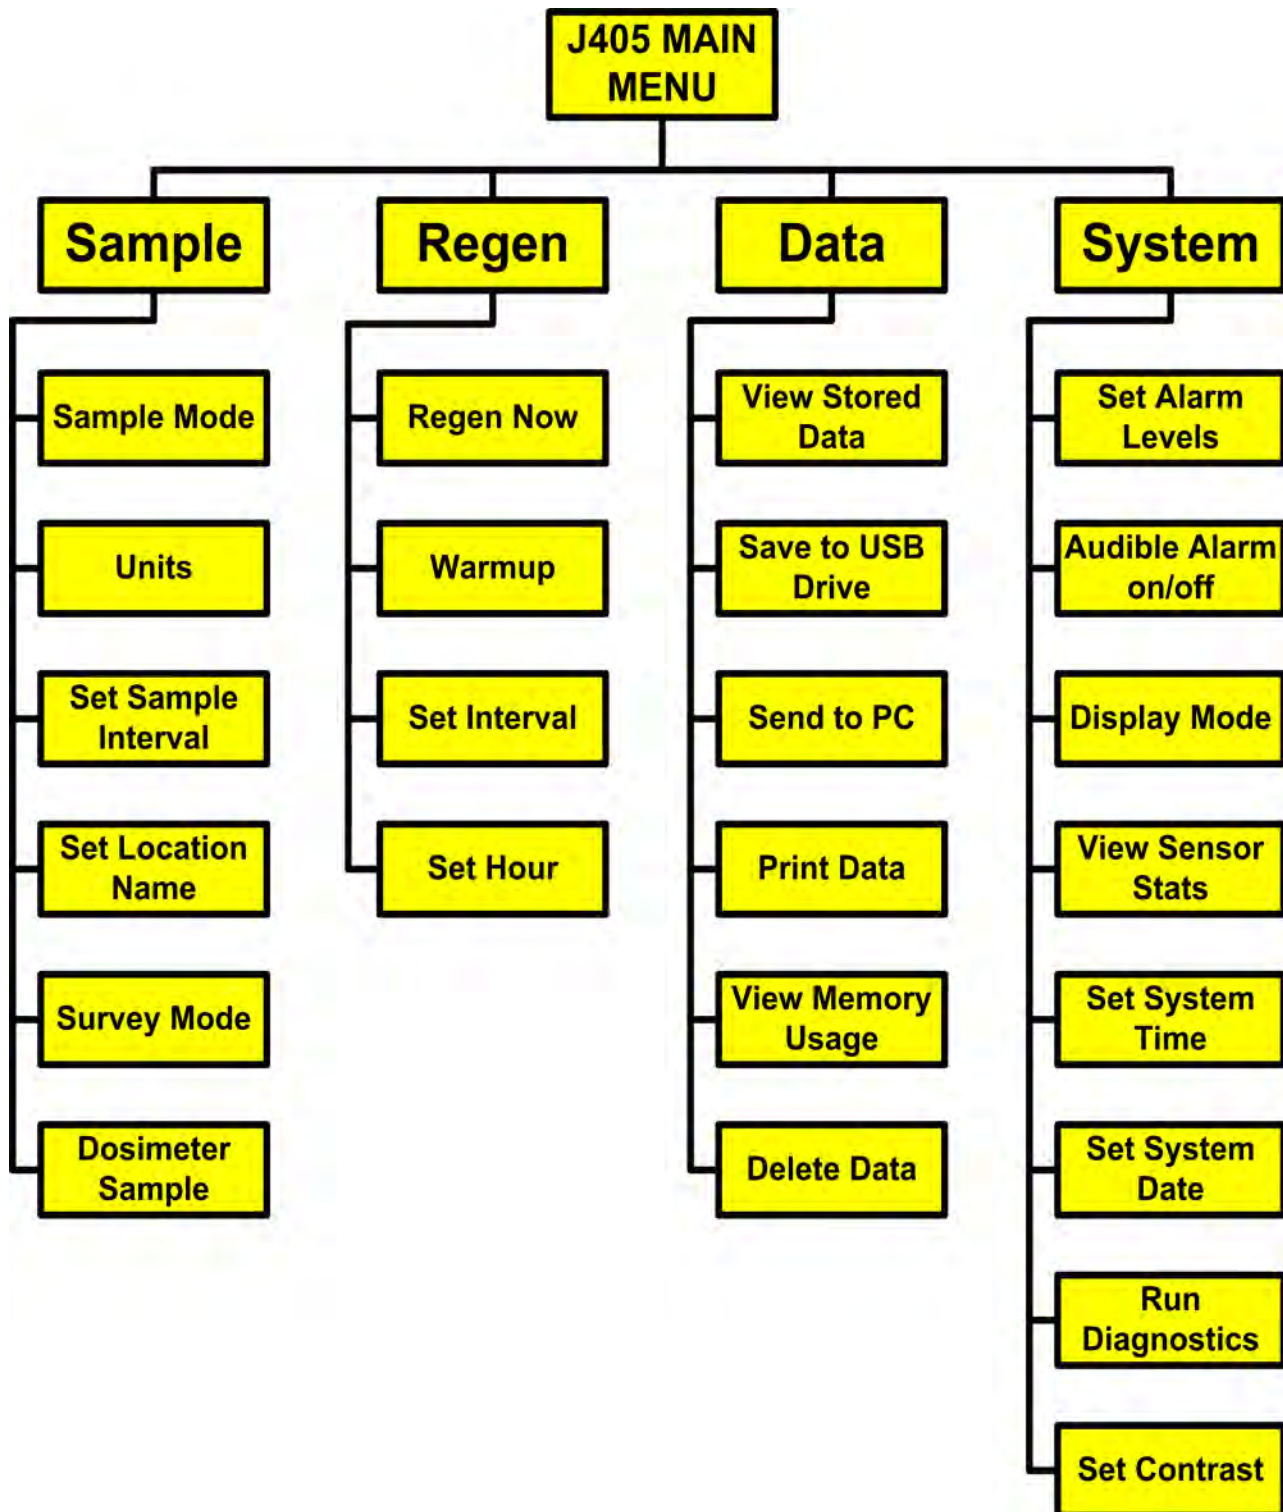 J405 MAIN
MENU
Sample
Regen
Data
System
Sample Mode
Units
Set Sample
Interval
Set Location
Name
Survey Mode
Dosimeter
Sample
Regen Now
Warmup
Set Interval
Set Hour
View Stored
Data
Save to USB
Drive
Send to PC
Print Data
View Memory
Usage
Delete Data
Set Alarm
Levels
Audible Alarm
on/off
Display Mode
View Sensor
Stats
Set System
Time
Set System
Date
Run
Diagnostics
Set Contrast